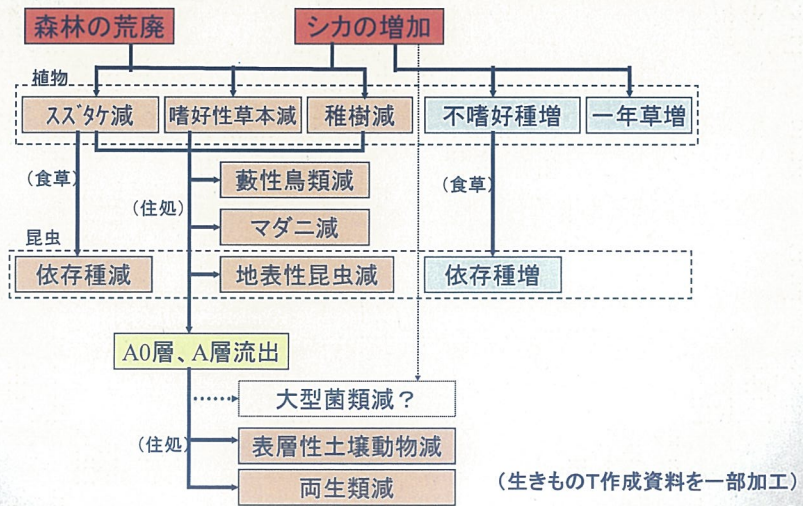 森林の荒廃
シカの増加
植物
スズタケ減
嗜好性草本減
稚樹減
不嗜好種増
一年草増
(食草)
(住処)
(食草)
藪性鳥類減
マダニ減
昆虫
依存種減
地表性昆虫減
依存種増
A0層、A層流出
大型菌類減?
(住処)
表層性土壌動物減
両生類減
(生きものT作成資料を一部加工)